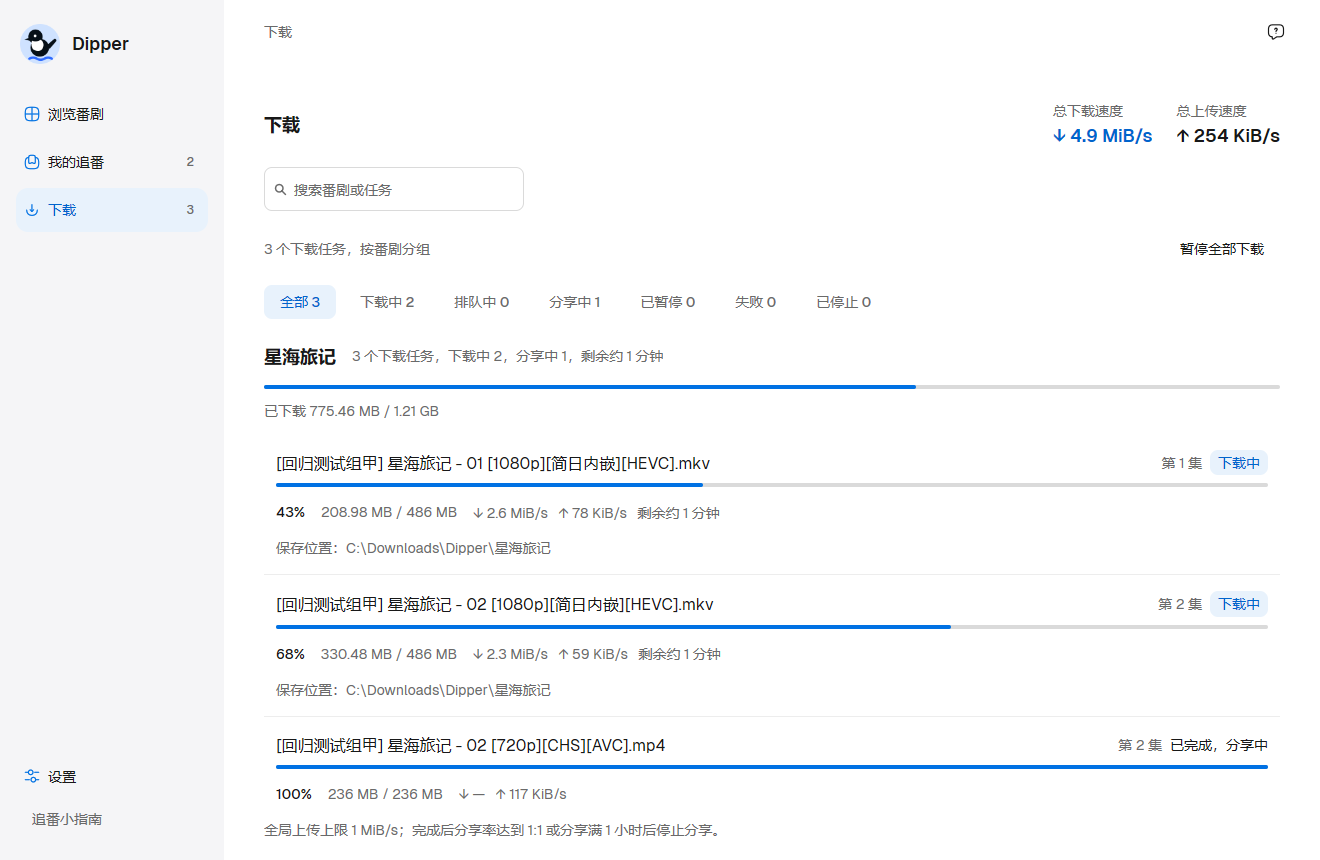 Dipper
下载
浏览番剧
我的追番 2
下载 3
设置
追番小指南
下载
总下载速度 总上传速度
↓ 4.9 MiB/s ↑ 254 KiB/s
搜索番剧或任务
3 个下载任务，按番剧分组 暂停全部下载
全部 3 下载中 2 排队中 0 分享中 1 已暂停 0 失败 0 已停止 0
星海旅记 3 个下载任务，下载中 2，分享中 1，剩余约 1 分钟
已下载 775.46 MB / 1.21 GB
[回归测试组甲] 星海旅记 - 01 [1080p][简日内嵌][HEVC].mkv 第 1 集 下载中
43% 208.98 MB / 486 MB ↓ 2.6 MiB/s ↑ 78 KiB/s 剩余约 1 分钟
保存位置：C:\Downloads\Dipper\星海旅记
[回归测试组甲] 星海旅记 - 02 [1080p][简日内嵌][HEVC].mkv 第 2 集 下载中
68% 330.48 MB / 486 MB ↓ 2.3 MiB/s ↑ 59 KiB/s 剩余约 1 分钟
保存位置：C:\Downloads\Dipper\星海旅记
[回归测试组甲] 星海旅记 - 02 [720p][CHS][AVC].mp4 第 2 集 已完成，分享中
100% 236 MB / 236 MB ↓ — ↑ 117 KiB/s
全局上传上限 1 MiB/s；完成后分享率达到 1:1 或分享满 1 小时后停止分享。